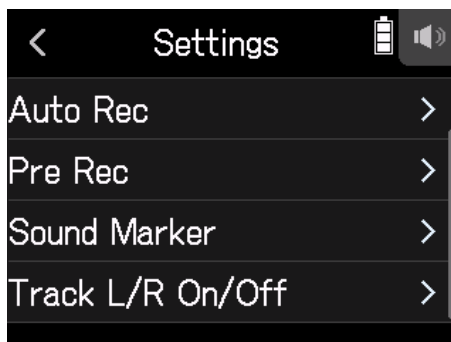 Settings
Auto Rec
Pre Rec
Sound Marker
Track L/R On/Off